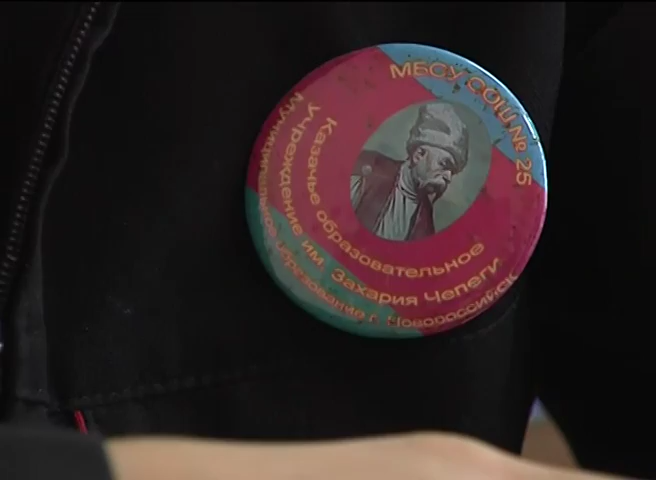 МБОУ СОШ № 25
Казачье образовательное
Учреждение им Захария Чепеги
Муниципальное образование г. Новороссийск